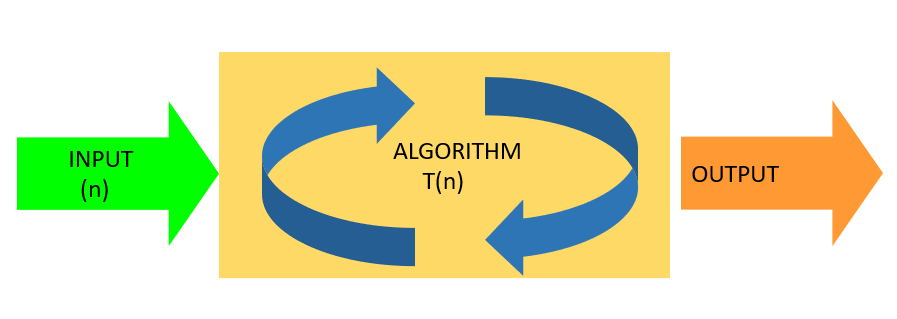 INPUT
(n)
ALGORITHM
T(n)
OUTPUT